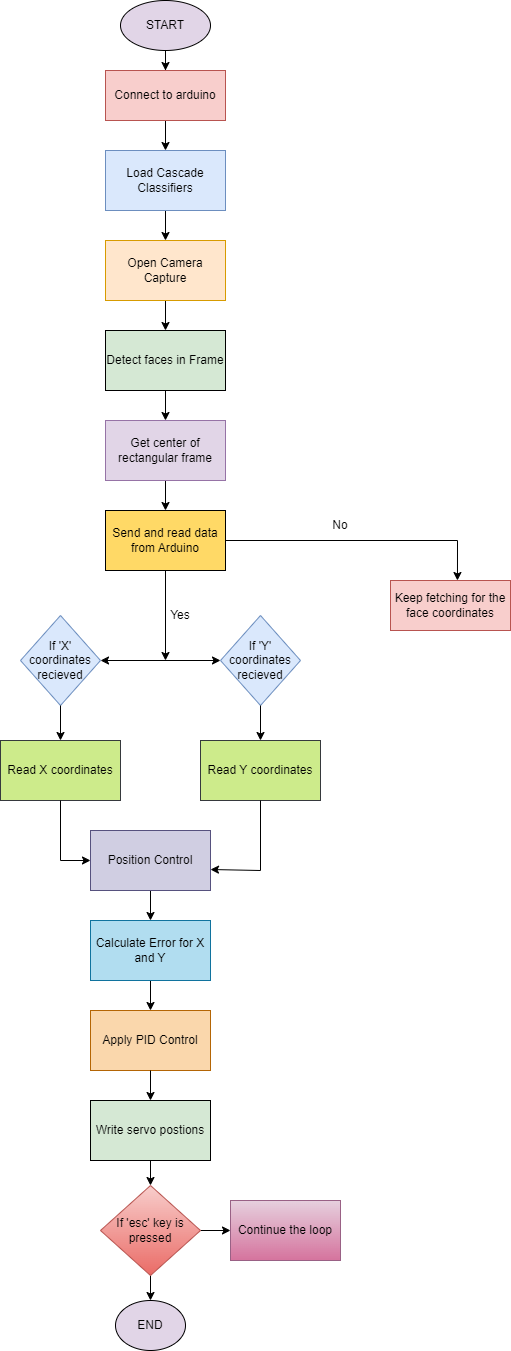 START
Connect to arduino
Load Cascade
Classifiers
Open Camera
Capture
Detect faces in Frame
Get center of
rectangular frame
Send and read data
from Arduino
No
Keep fetching for the
face coordinates
Yes
If 'X'
coordinates
recieved
If 'Y'
coordinates
recieved
Read X coordinates
Read Y coordinates
Position Control
Calculate Error for X
and Y
Apply PID Control
Write servo postions
If 'esc' key is
pressed
Continue the loop
END